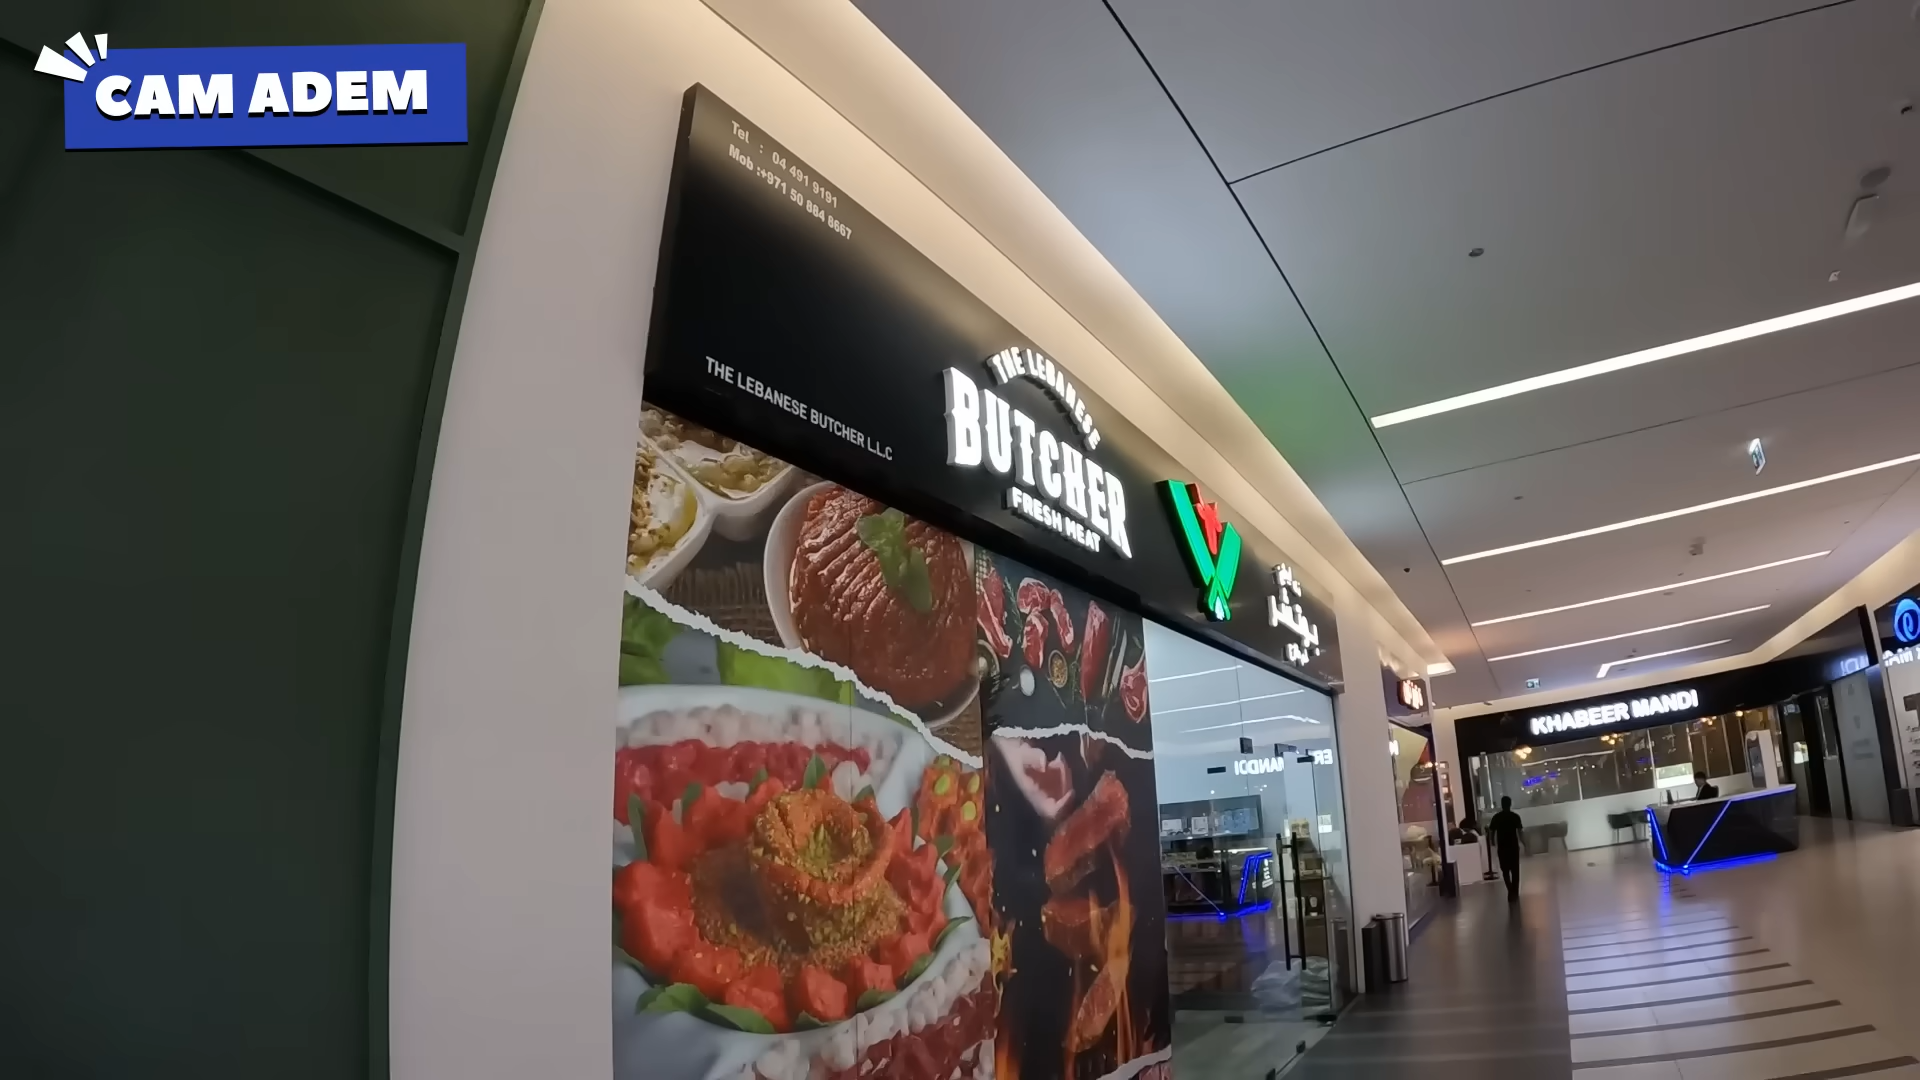 CAM ADEM
Tel : 04 491 9191
Mob :+971 50 884 8667
THE LEBANESE BUTCHER L.L.C
THE LEBANESE
BUTCHER
FRESH MEAT
KHABEER MANDI